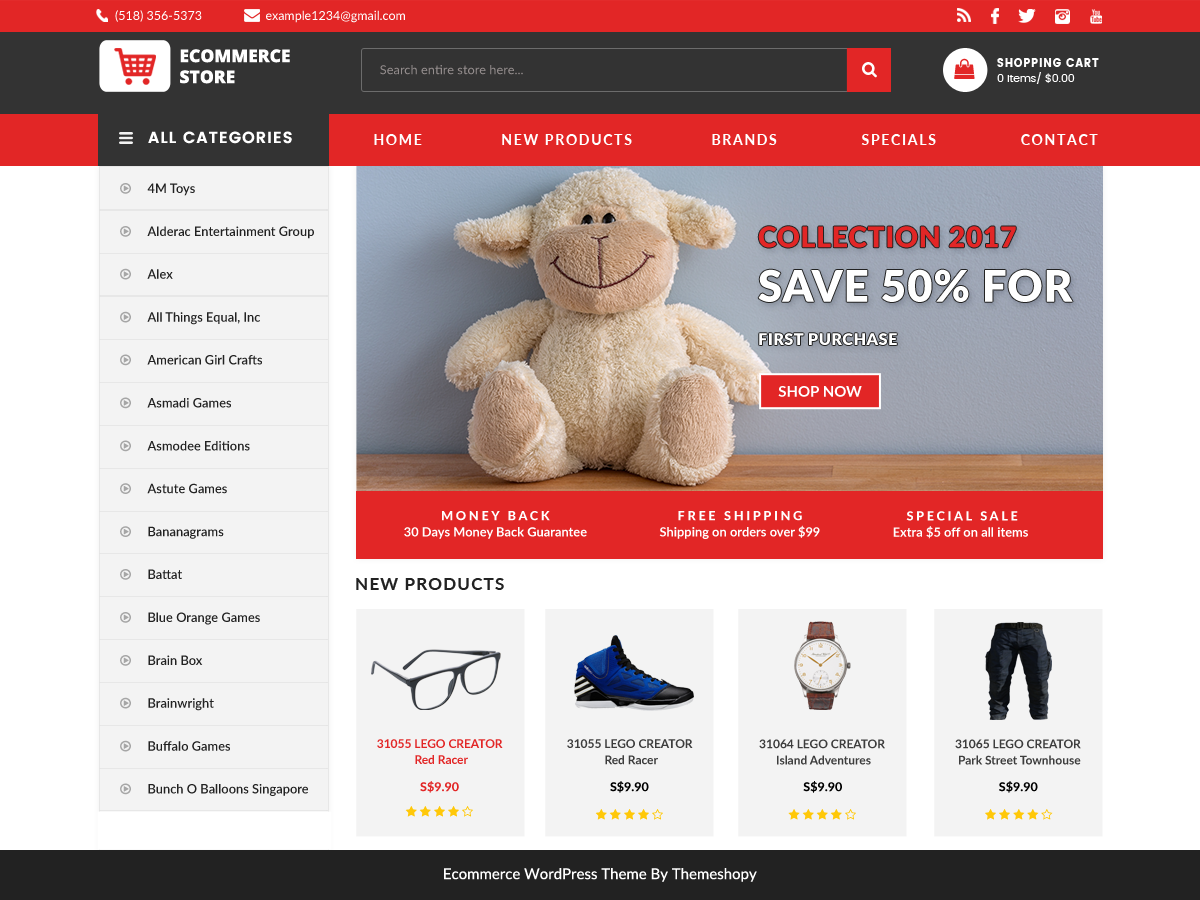 (518) 356-5373
example1234@gmail.com
ECOMMERCE
STORE
Search entire store here...
SHOPPING CART
0 items/ $0.00
ALL CATEGORIES
HOME
NEW PRODUCTS
BRANDS
SPECIALS
CONTACT
4M Toys
Alderac Entertainment Group
Alex
All Things Equal, Inc
American Girl Crafts
Asmadi Games
Asmodee Editions
Astute Games
Bananagrams
Battat
Blue Orange Games
Brain Box
Brainwright
Buffalo Games
Bunch O Balloons Singapore
COLLECTION 2017
SAVE 50% FOR
FIRST PURCHASE
SHOP NOW
MONEY BACK
30 Days Money Back Guarantee
FREE SHIPPING
Shipping on orders over $99
SPECIAL SALE
Extra $5 off on all items
NEW PRODUCTS
31055 LEGO CREATOR
Red Racer
S$9.90
31055 LEGO CREATOR
Red Racer
S$9.90
31064 LEGO CREATOR
Island Adventures
S$9.90
31065 LEGO CREATOR
Park Street Townhouse
S$9.90
Ecommerce WordPress Theme By Themeshopy